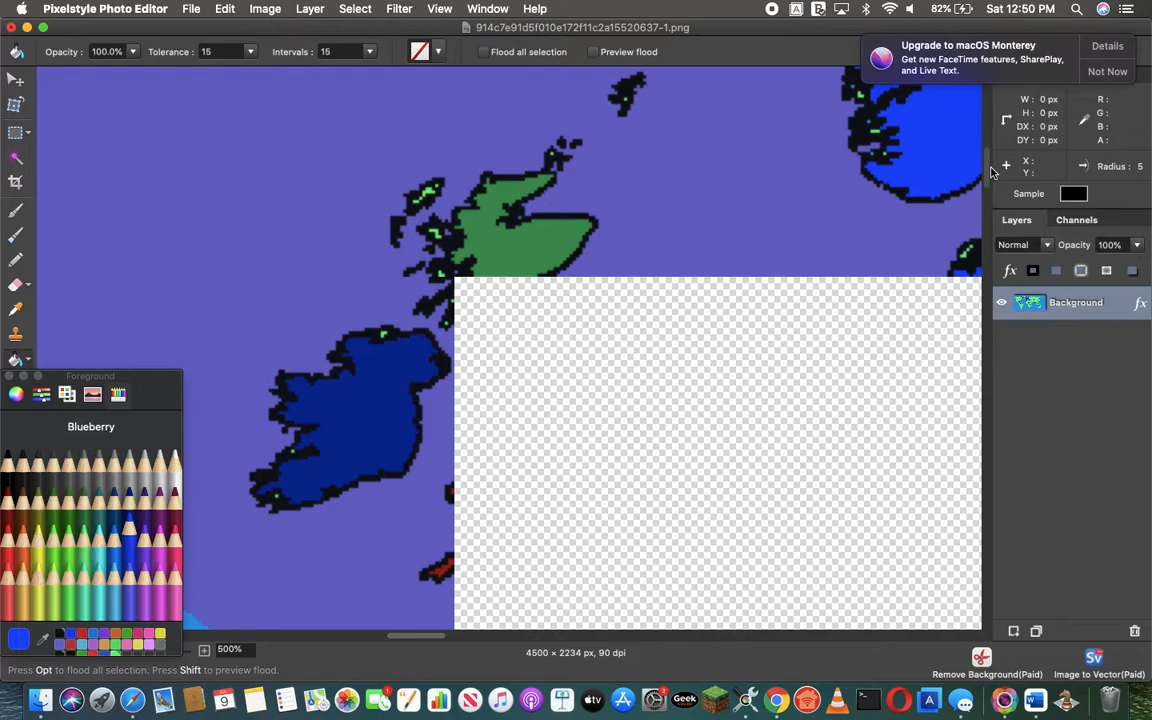 Pixelstyle Photo Editor File Edit Image Layer Select Filter View Window Help 82% Sat 12:50 PM
914c7e91d5f010e172f11c2a15520637-1.png
Opacity : 100.0% Tolerance : 15 Intervals : 15 Flood all selection Preview flood
Upgrade to macOS Monterey
Get new FaceTime features, SharePlay,
and Live Text.
Details
Not Now
W : 0 px R :
H : 0 px G :
DX : 0 px B :
DY : 0 px A :
X :
Y :
Radius : 5
Sample
Layers Channels
Normal Opacity 100%
fx
Background fx
Foreground
Blueberry
500%
4500 × 2234 px, 90 dpi
Press Opt to flood all selection. Press Shift to preview flood.
Sv
Remove Background(Paid) Image to Vector(Paid)